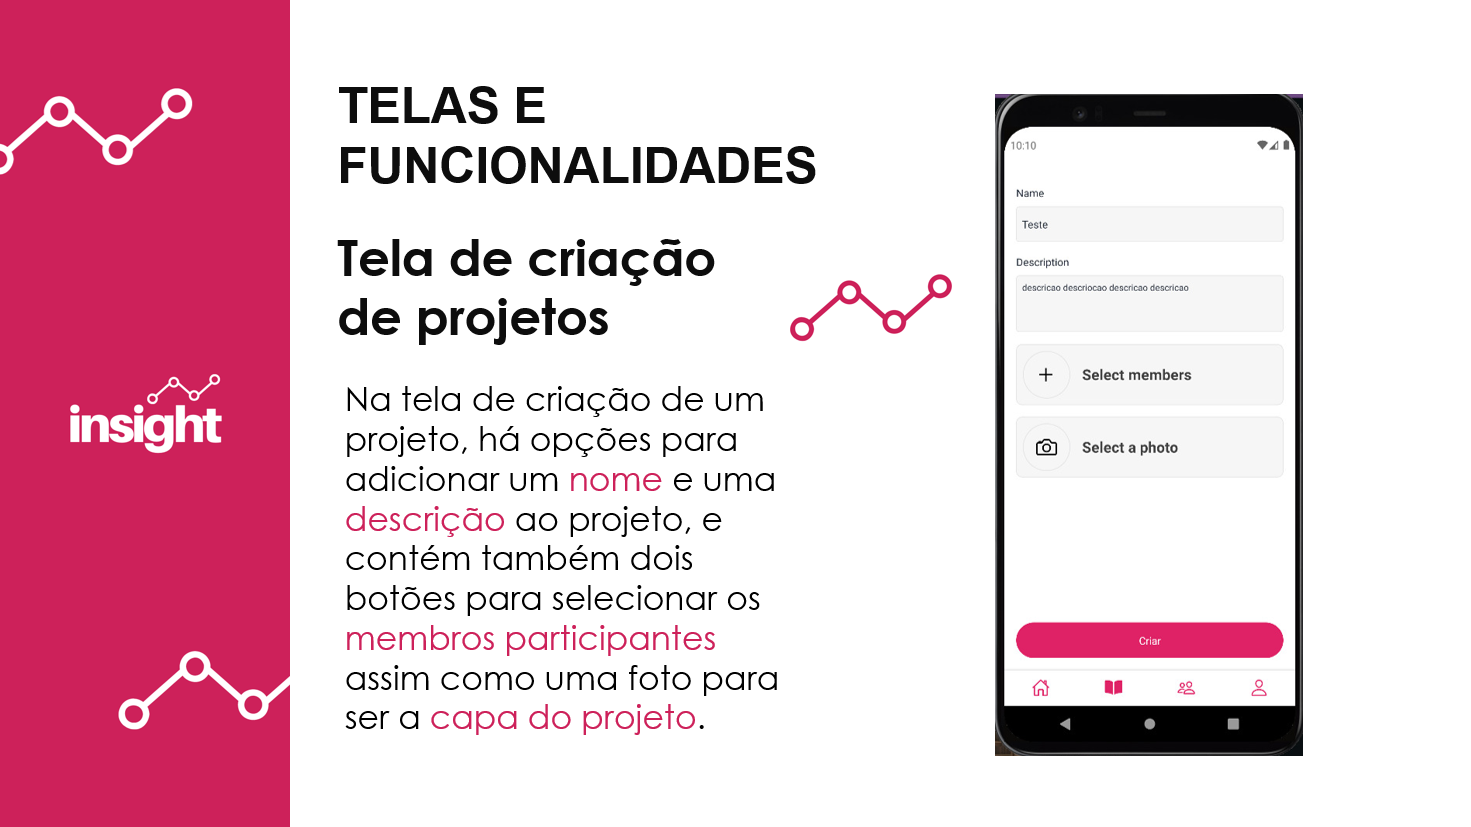 TELAS E
FUNCIONALIDADES
Tela de criação
de projetos
Na tela de criação de um
projeto, há opções para
adicionar um nome e uma
descrição ao projeto, e
contém também dois
botões para selecionar os
membros participantes
assim como uma foto para
ser a capa do projeto.
insight
10:10
Name
Teste
Description
descricao descriocao descricao descricao
Select members
Select a photo
Criar